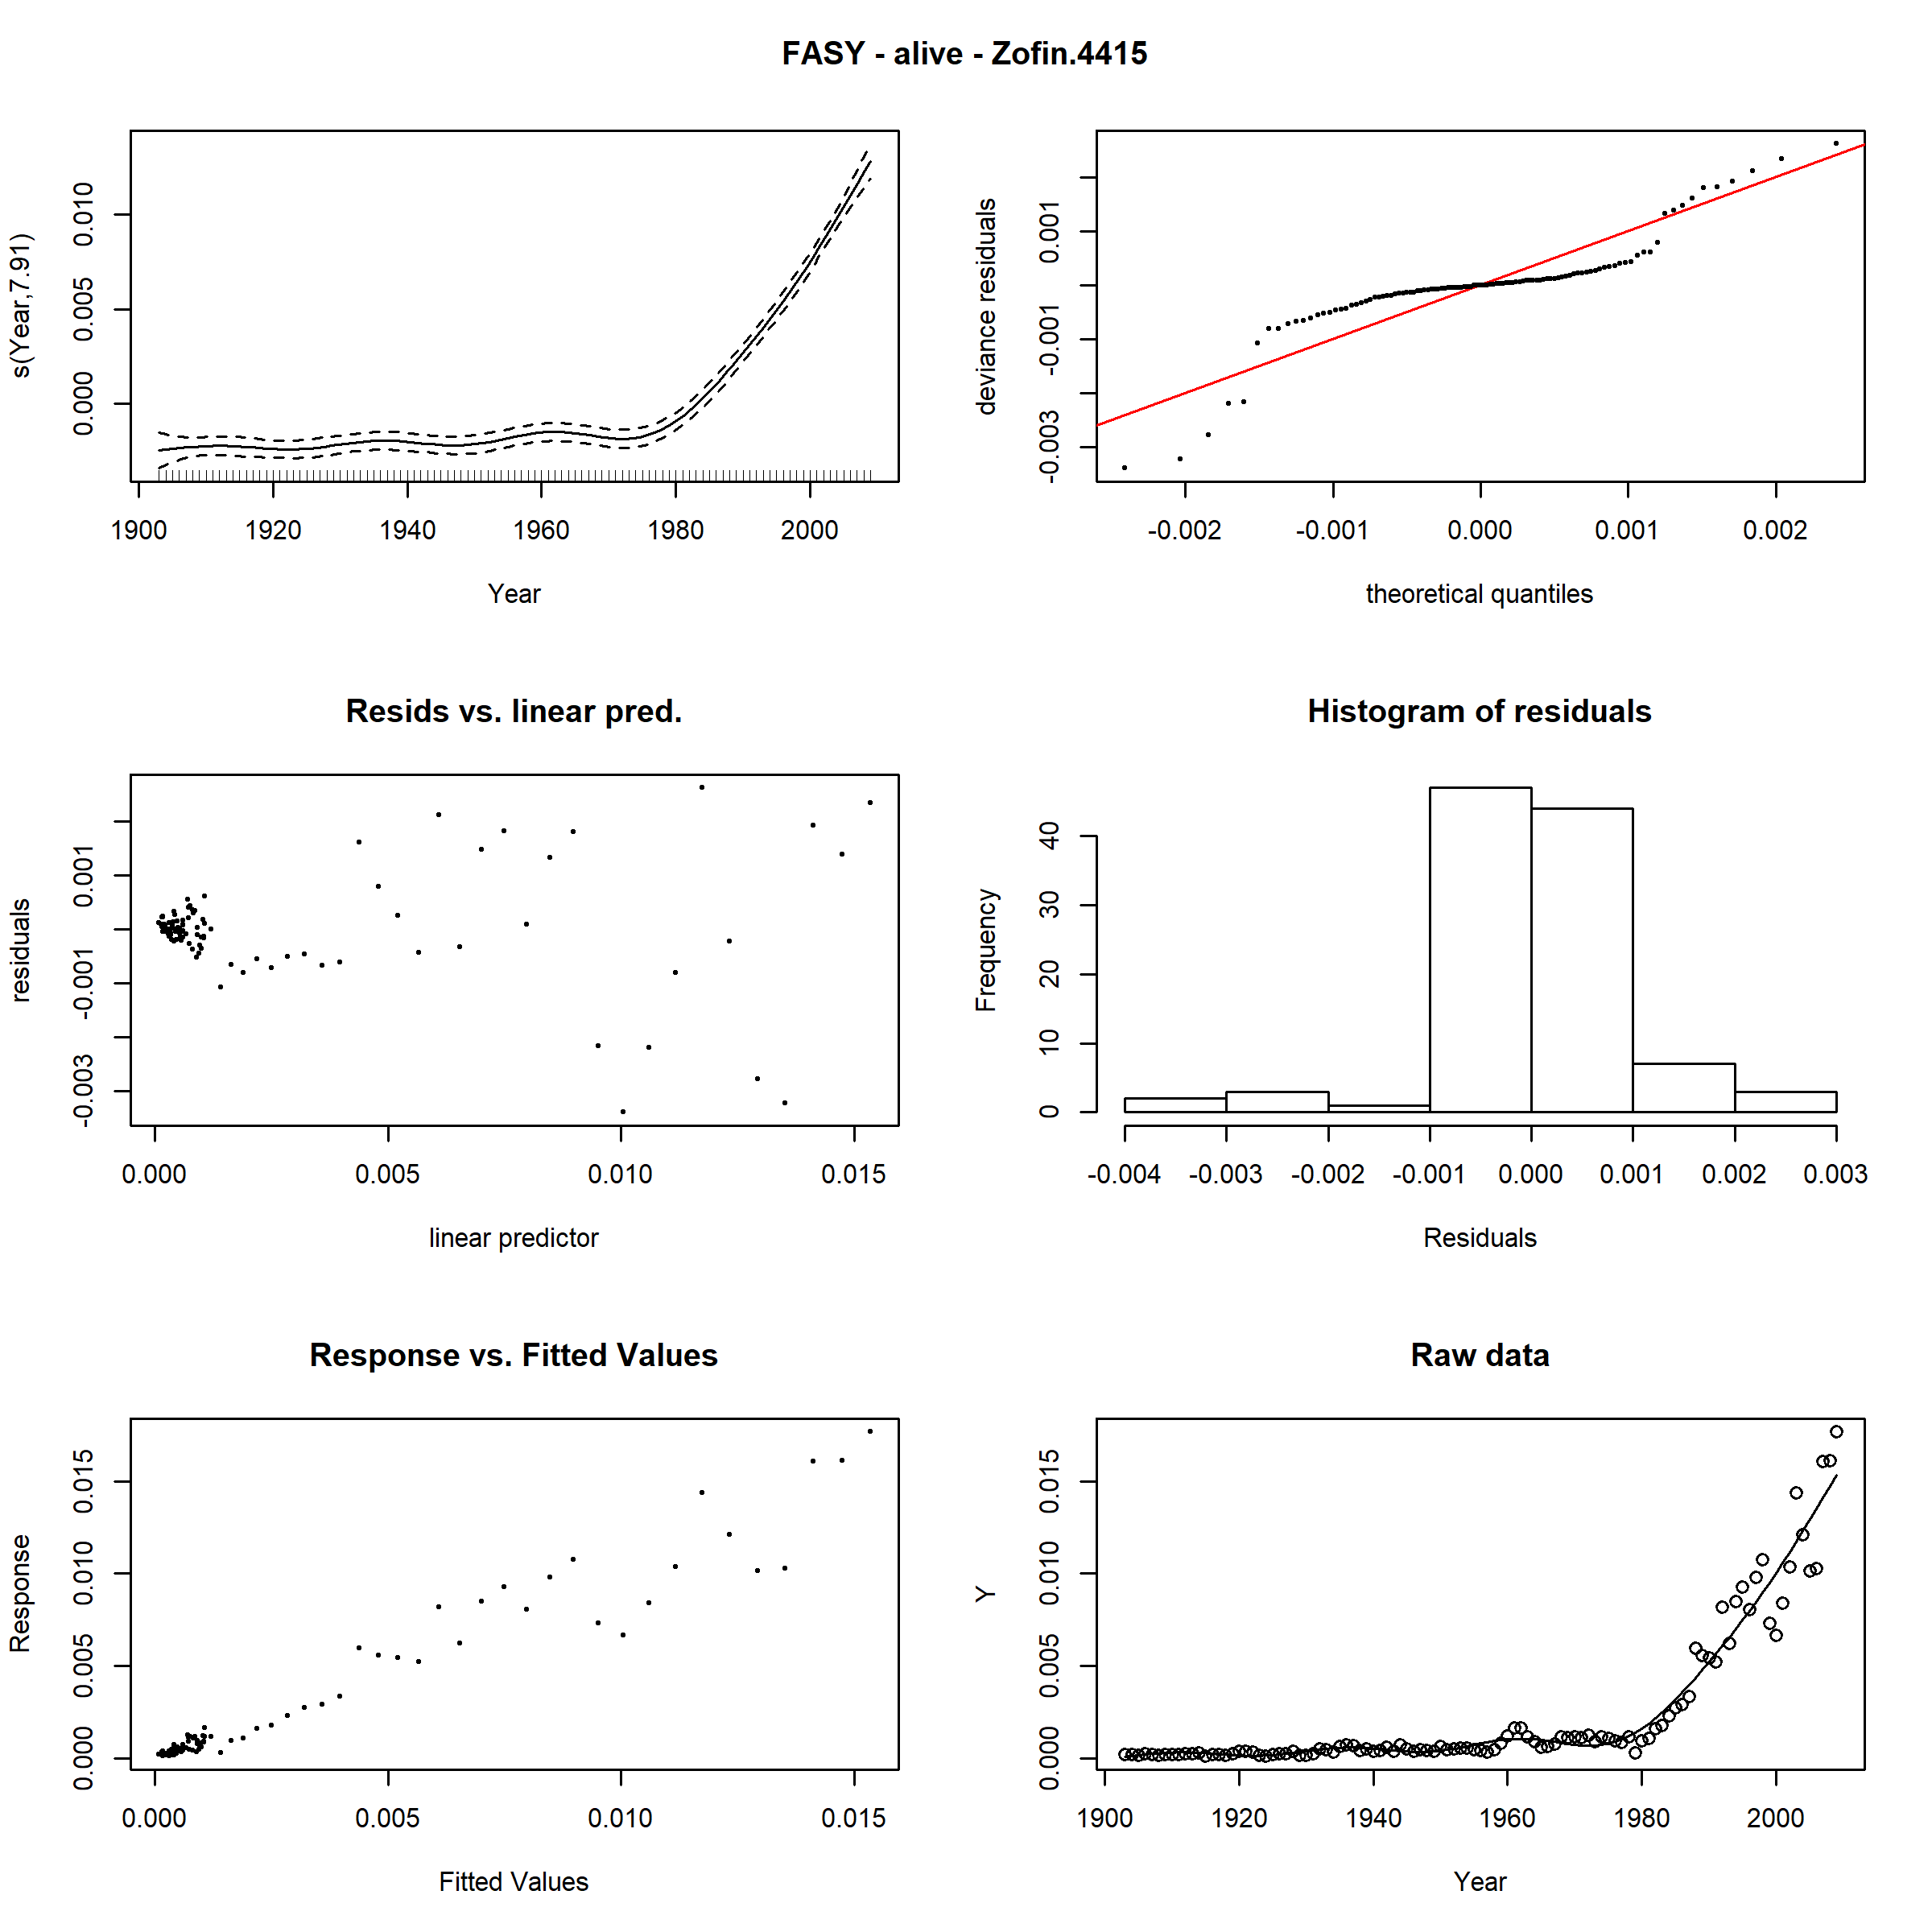 FASY - alive - Zofin.4415
s(Year,7.91)
0.000 0.005 0.010
1900 1920 1940 1960 1980 2000
Year
deviance residuals
-0.003 -0.001 0.001
-0.002 -0.001 0.000 0.001 0.002
theoretical quantiles
Resids vs. linear pred.
residuals
-0.003 -0.001 0.001
0.000 0.005 0.010 0.015
linear predictor
Histogram of residuals
Frequency
0 10 20 30 40
-0.004 -0.003 -0.002 -0.001 0.000 0.001 0.002 0.003
Residuals
Response vs. Fitted Values
Response
0.000 0.005 0.010 0.015
0.000 0.005 0.010 0.015
Fitted Values
Raw data
Y
0.000 0.005 0.010 0.015
1900 1920 1940 1960 1980 2000
Year